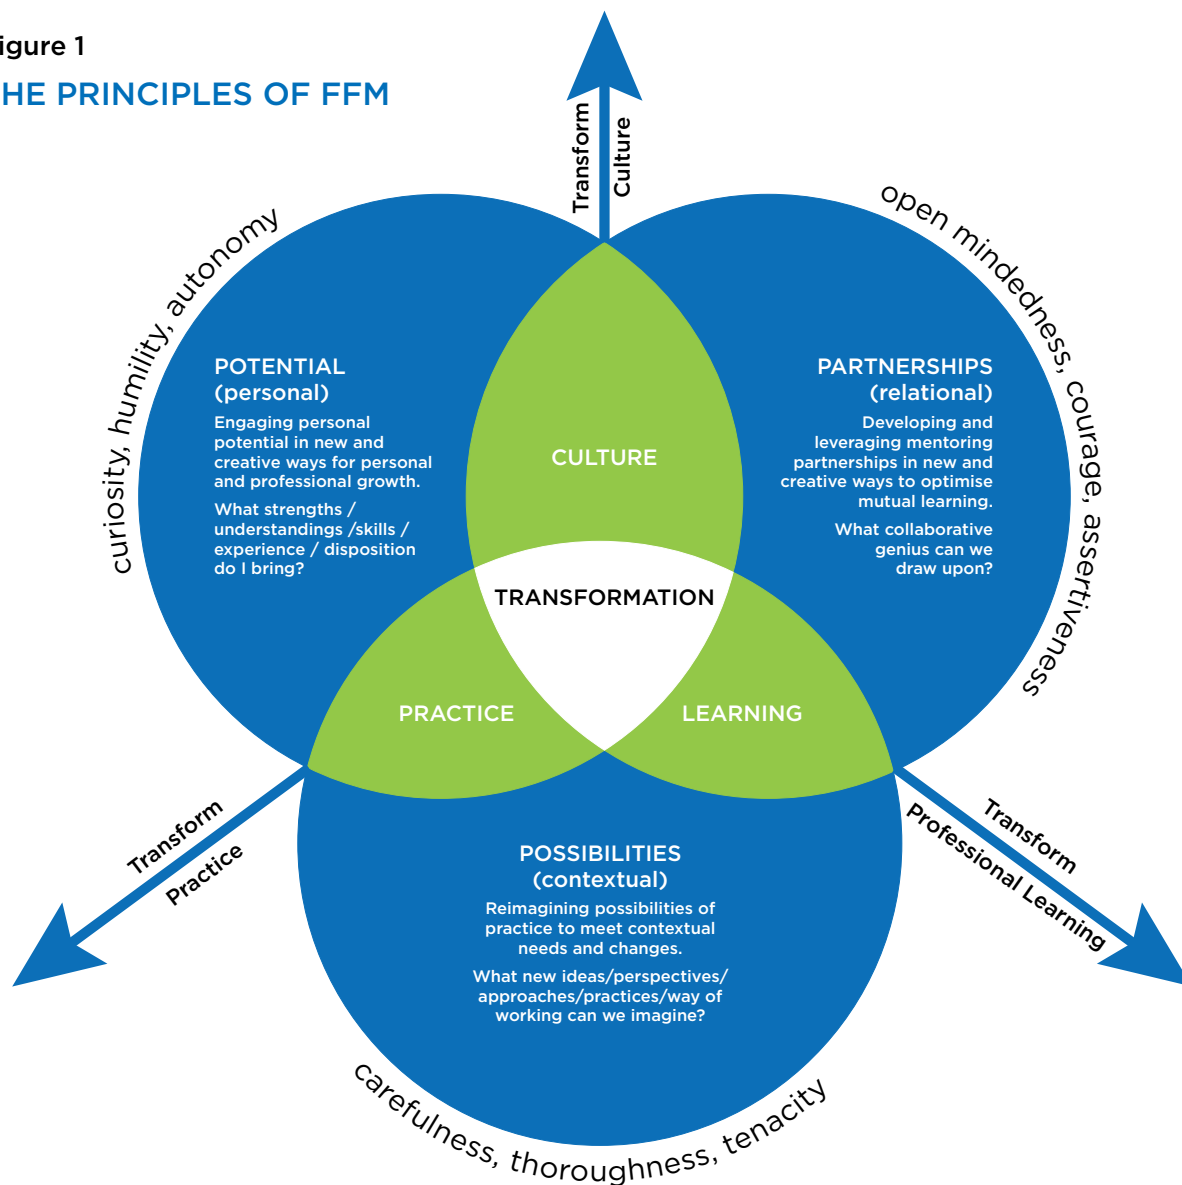 igure 1
HE PRINCIPLES OF FFM
Transform
Culture
curiosity, humility, autonomy
open mindedness, courage, assertiveness
POTENTIAL
(personal)
Engaging personal
potential in new and
creative ways for personal
and professional growth.
What strengths /
understandings /skills /
experience / disposition
do I bring?
PARTNERSHIPS
(relational)
Developing and
leveraging mentoring
partnerships in new and
creative ways to optimise
mutual learning.
What collaborative
genius can we
draw upon?
CULTURE
TRANSFORMATION
PRACTICE
LEARNING
Transform
Practice
Transform
Professional Learning
POSSIBILITIES
(contextual)
Reimagining possibilities of
practice to meet contextual
needs and changes.
What new ideas/perspectives/
approaches/practices/way of
working can we imagine?
carefulness, thoroughness, tenacity